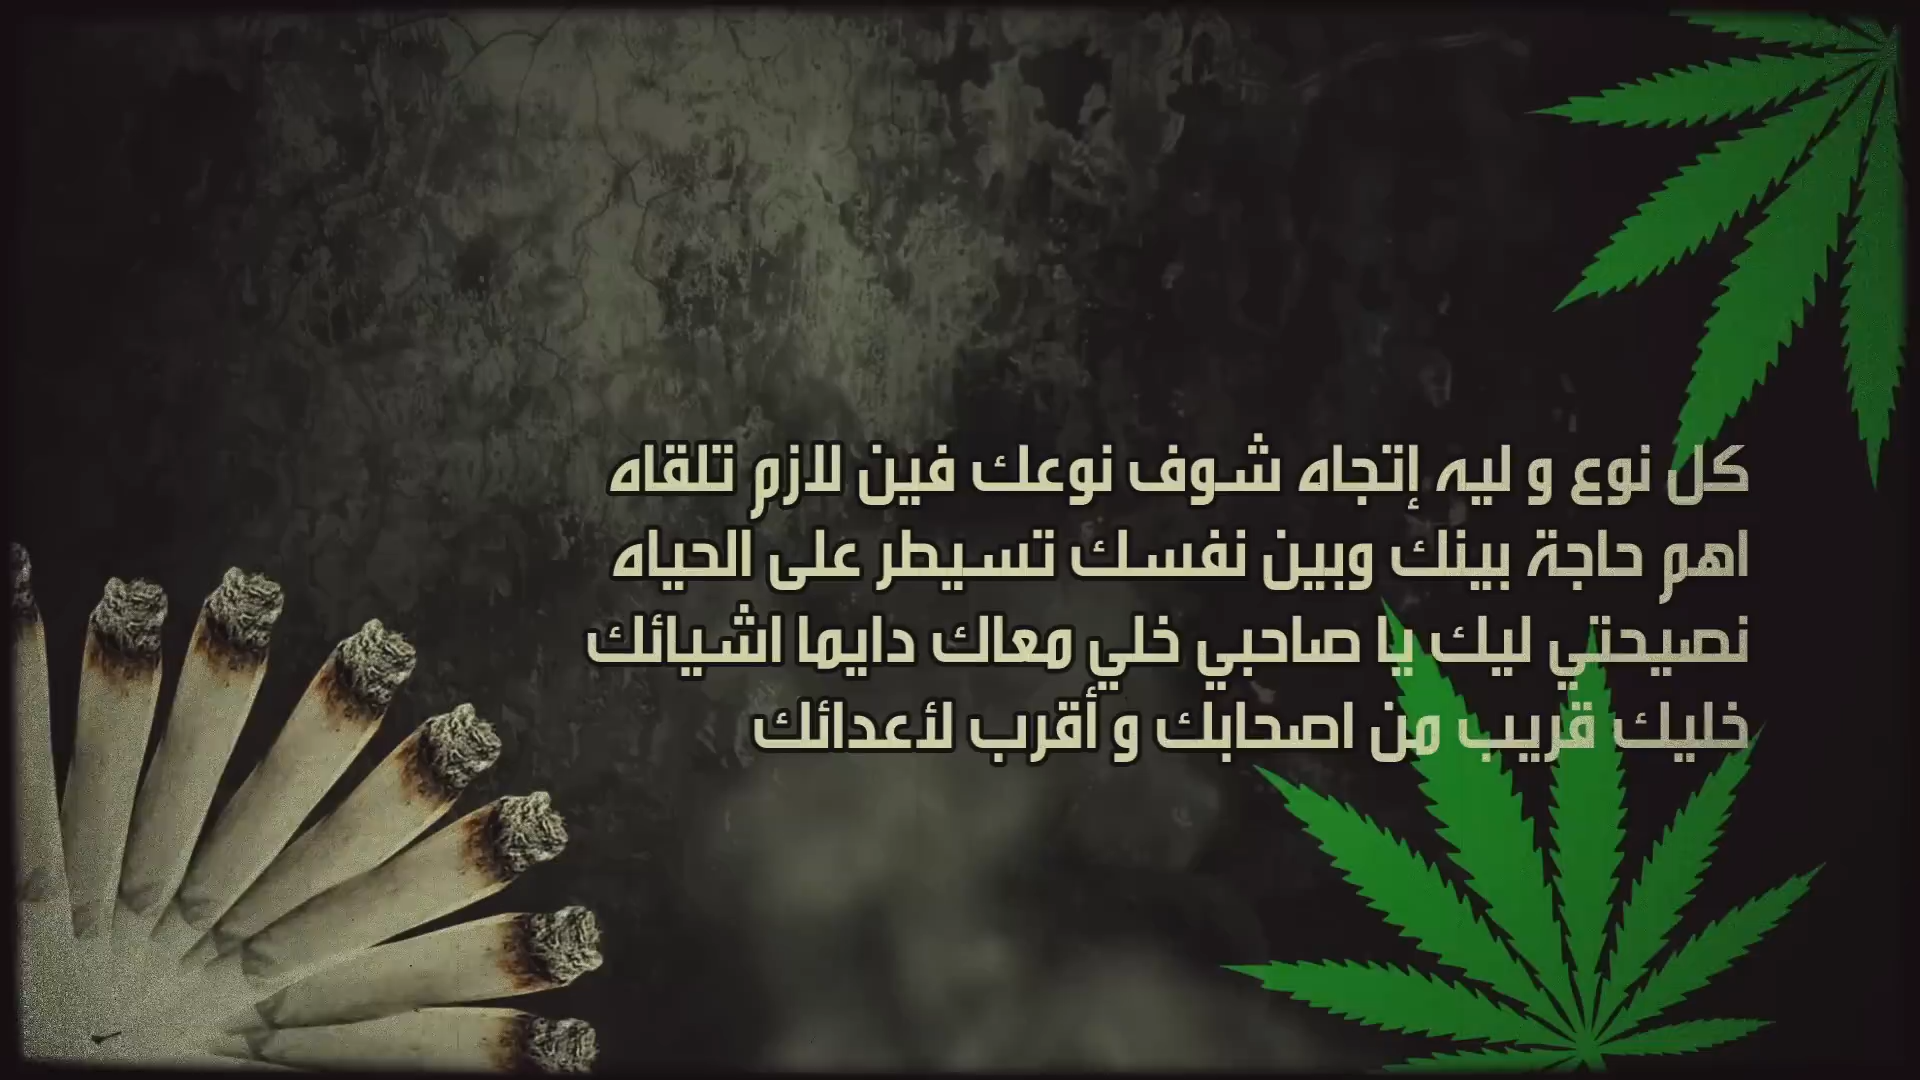 كل نوع و ليه إتجاه شوف نوعك فين لازم تلقاه
اهم حاجة بينك وبين نفسك تسيطر على الحياه
نصيحتي ليك يا صاحبي خلي معاك دايما اشيائك
خليك قريب من اصحابك و أقرب لأعدائك